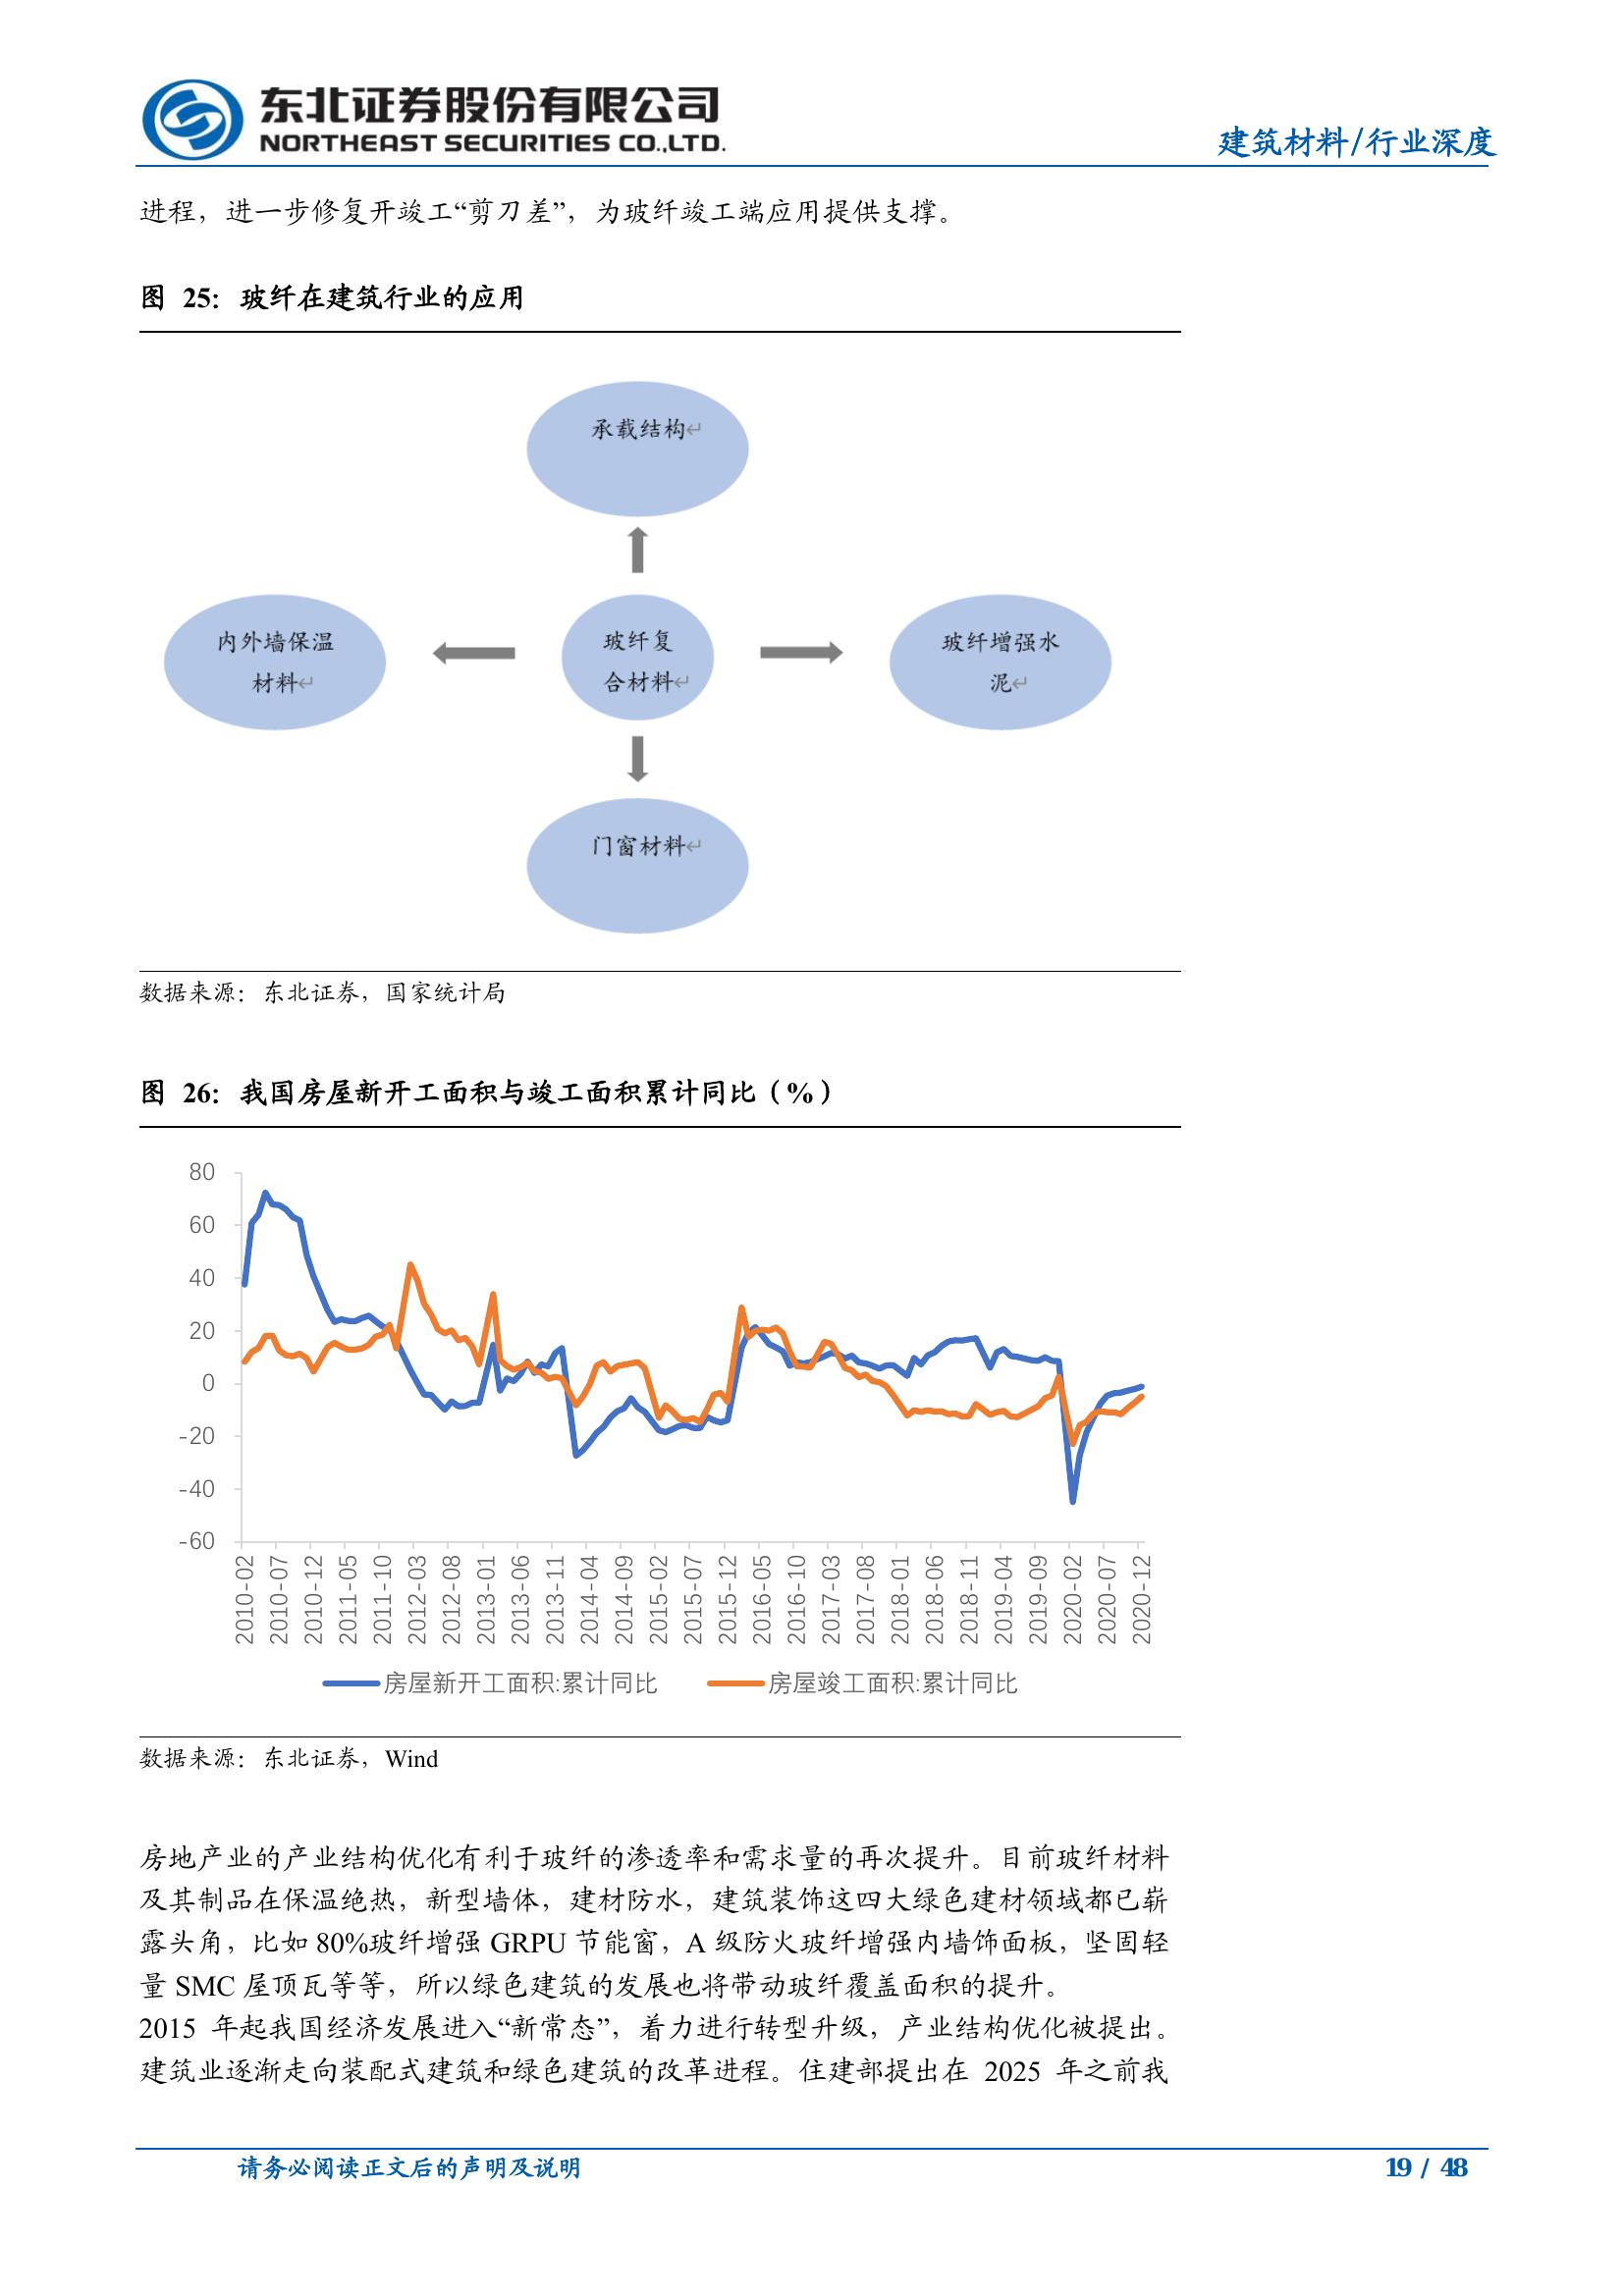 东北证券股份有限公司
NORTHEAST SECURITIES CO.,LTD.
建筑材料/行业深度
进程，进一步修复开竣工“剪刀差”，为玻纤竣工端应用提供支撑。
图 25：玻纤在建筑行业的应用
承载结构↵
内外墙保温
材料↵
玻纤复
合材料↵
玻纤增强水
泥↵
门窗材料↵
数据来源：东北证券，国家统计局
图 26：我国房屋新开工面积与竣工面积累计同比（%）
80
60
40
20
0
-20
-40
-60
2010-02
2010-07
2010-12
2011-05
2011-10
2012-03
2012-08
2013-01
2013-06
2013-11
2014-04
2014-09
2015-02
2015-07
2015-12
2016-05
2016-10
2017-03
2017-08
2018-01
2018-06
2018-11
2019-04
2019-09
2020-02
2020-07
2020-12
房屋新开工面积:累计同比
房屋竣工面积:累计同比
数据来源：东北证券，Wind
房地产业的产业结构优化有利于玻纤的渗透率和需求量的再次提升。目前玻纤材料
及其制品在保温绝热，新型墙体，建材防水，建筑装饰这四大绿色建材领域都已崭
露头角，比如 80%玻纤增强 GRPU 节能窗，A 级防火玻纤增强内墙饰面板，坚固轻
量 SMC 屋顶瓦等等，所以绿色建筑的发展也将带动玻纤覆盖面积的提升。
2015 年起我国经济发展进入“新常态”，着力进行转型升级，产业结构优化被提出。
建筑业逐渐走向装配式建筑和绿色建筑的改革进程。住建部提出在 2025 年之前我
请务必阅读正文后的声明及说明
19 / 48